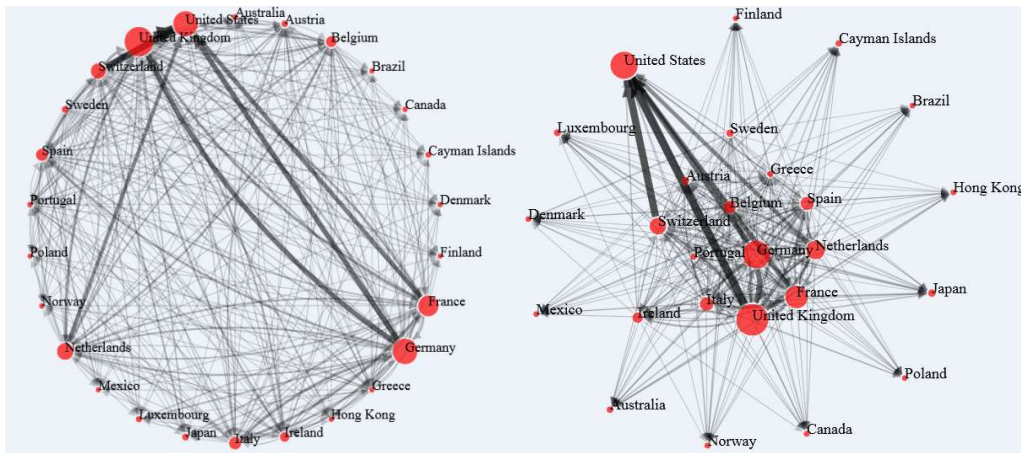 United States
Australia
Austria
United Kingdom
Belgium
Switzerland
Brazil
Sweden
Canada
Spain
Cayman Islands
Portugal
Denmark
Poland
Finland
Norway
France
Netherlands
Germany
Mexico
Greece
Luxembourg
Hong Kong
Japan
Italy
Ireland
Finland
Cayman Islands
United States
Brazil
Luxembourg
Sweden
Greece
Austria
Hong Kong
Belgium
Spain
Denmark
Switzerland
Portugal
Germany
Netherlands
Japan
Mexico
Ireland
Italy
France
United Kingdom
Poland
Australia
Canada
Norway